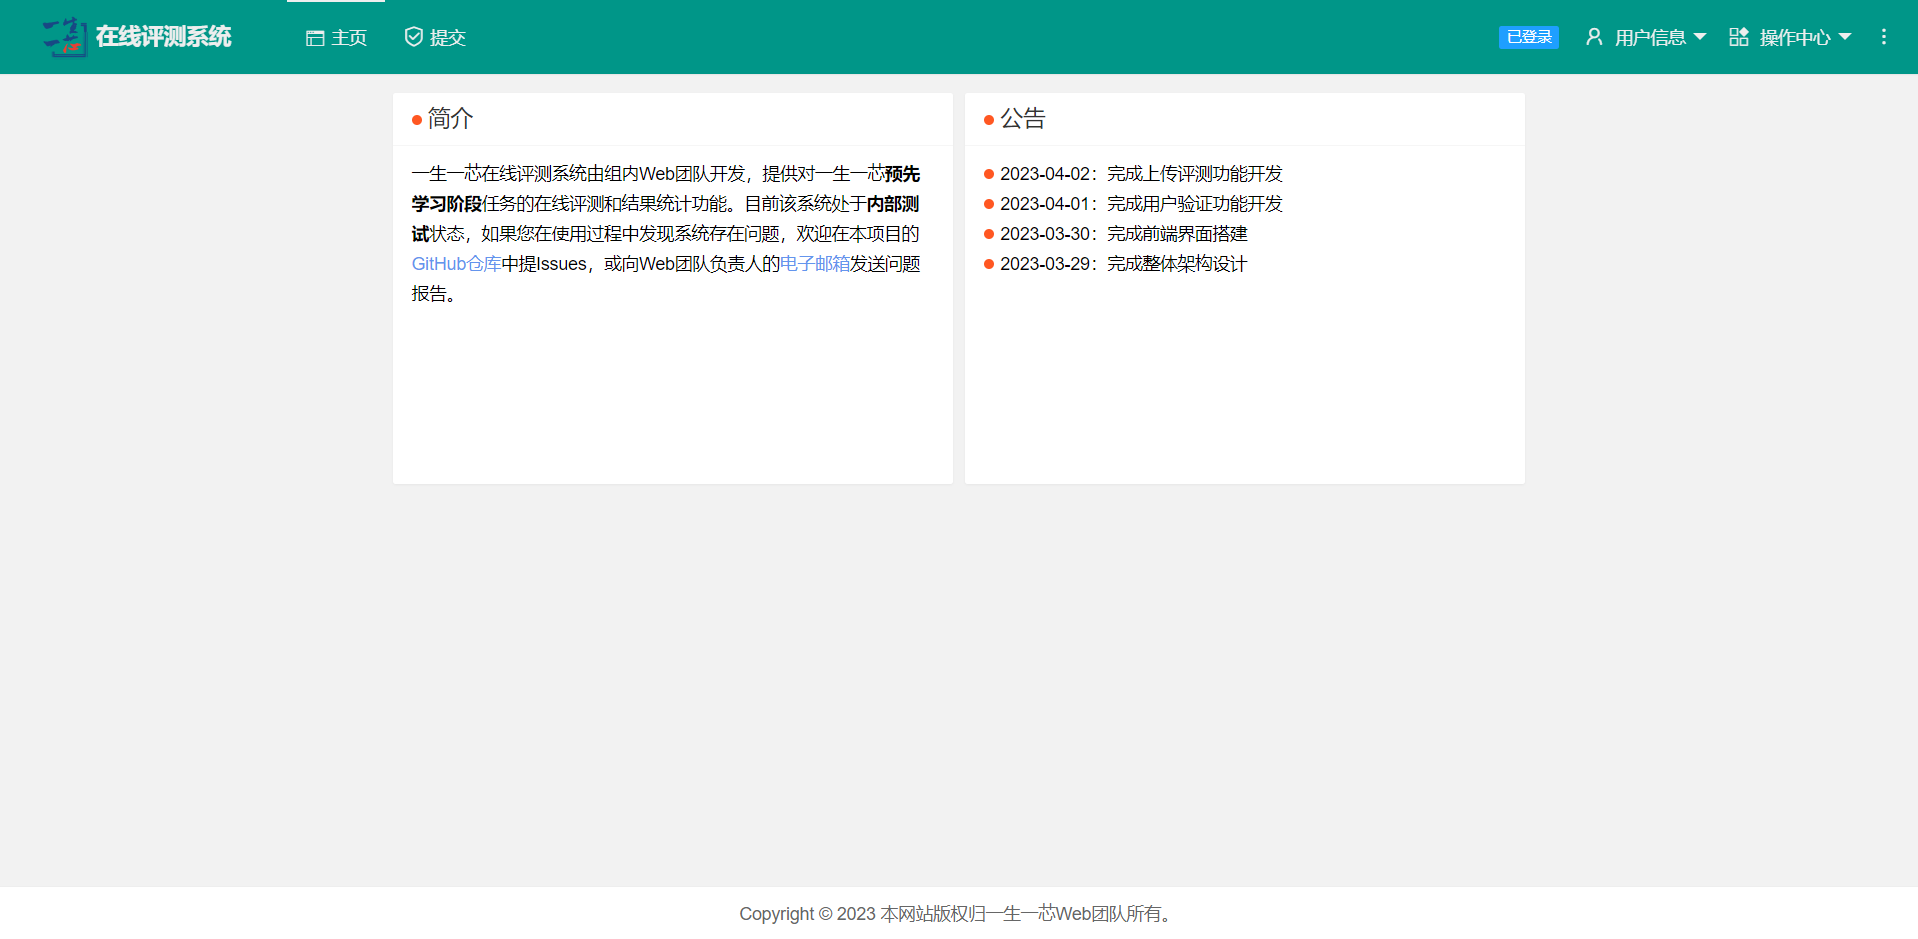 一生一芯 在线评测系统 主页 提交 已登录 用户信息 操作中心
简介
一生一芯在线评测系统由组内Web团队开发，提供对一生一芯预先
学习阶段任务的在线评测和结果统计功能。目前该系统处于内部测
试状态，如果您在使用过程中发现系统存在问题，欢迎在本项目的
GitHub仓库中提Issues，或向Web团队负责人的电子邮箱发送问题
报告。
公告
2023-04-02：完成上传评测功能开发
2023-04-01：完成用户验证功能开发
2023-03-30：完成前端界面搭建
2023-03-29：完成整体架构设计
Copyright © 2023 本网站版权归一生一芯Web团队所有。